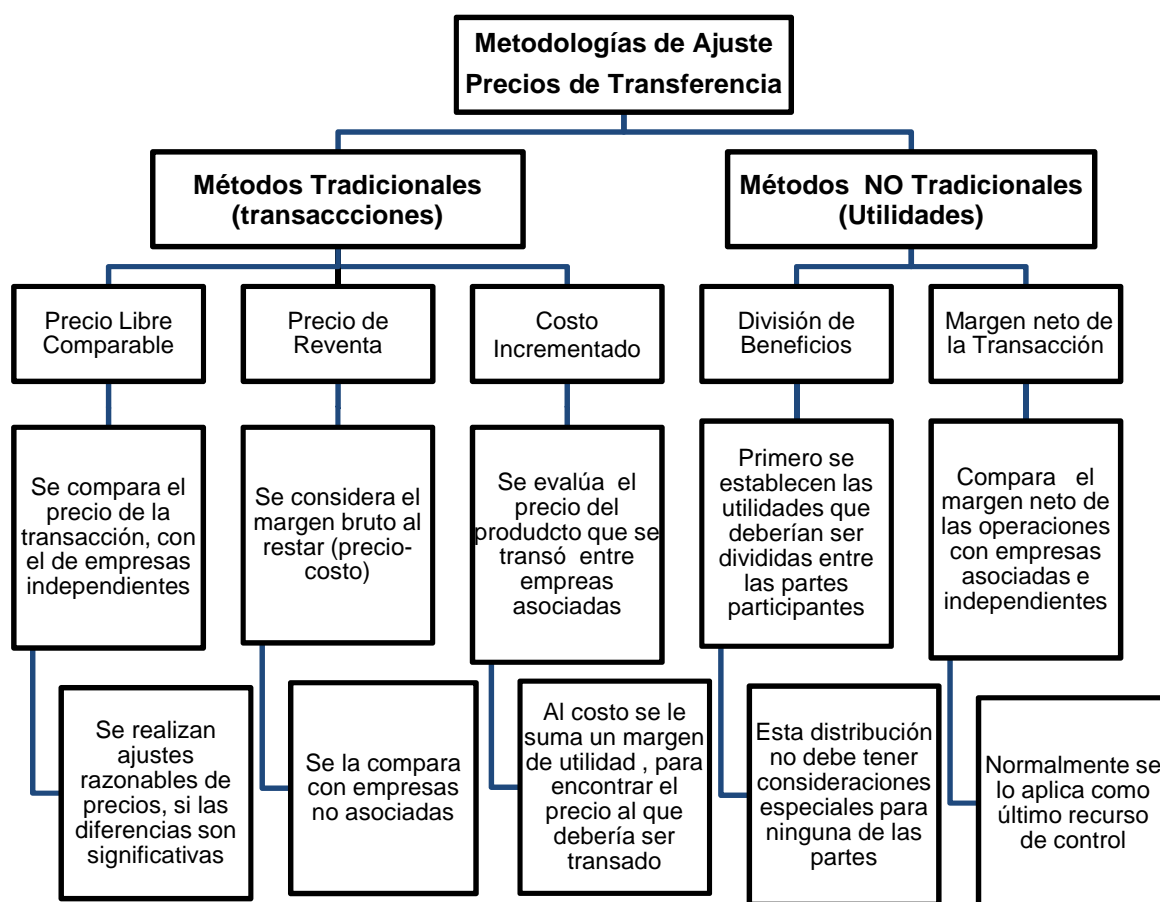 Metodologías de Ajuste
Precios de Transferencia
Métodos Tradicionales
(transaccciones)
Métodos NO Tradicionales
(Utilidades)
Precio Libre
Comparable
Precio de
Reventa
Costo
Incrementado
División de
Beneficios
Margen neto de
la Transacción
Se compara el
precio de la
transacción, con
el de empresas
independientes
Se considera el
margen bruto al
restar (precio-
costo)
Se evalúa el
precio del
produdcto que se
transó entre
empreas
asociadas
Primero se
establecen las
utilidades que
deberían ser
divididas entre
las partes
participantes
Compara el
margen neto de
las operaciones
con empresas
asociadas e
independientes
Se realizan
ajustes
razonables de
precios, si las
diferencias son
significativas
Se la compara
con empresas
no asociadas
Al costo se le
suma un margen
de utilidad , para
encontrar el
precio al que
debería ser
transado
Esta distribución
no debe tener
consideraciones
especiales para
ninguna de las
partes
Normalmente se
lo aplica como
último recurso
de control